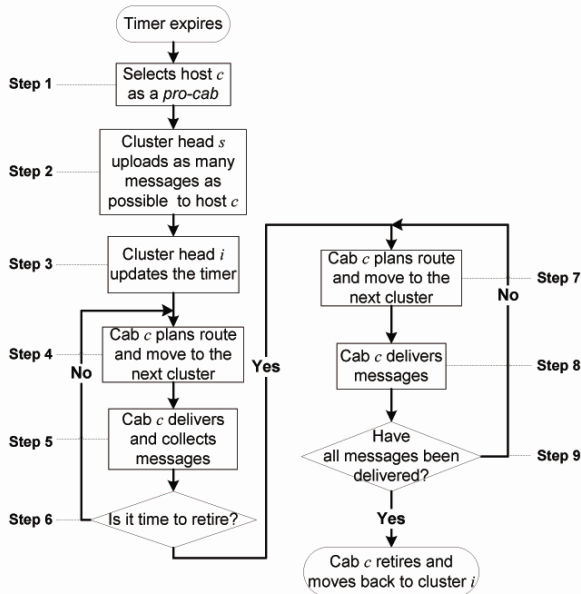 Timer expires
Step 1
Selects host c
as a pro-cab
Step 2
Cluster head s
uploads as many
messages as
possible to host c
Step 3
Cluster head i
updates the timer
Step 4
Cab c plans route
and move to the
next cluster
No
Step 5
Cab c delivers
and collects
messages
Step 6
Is it time to retire?
Yes
Cab c plans route
and move to the
next cluster
Step 7
No
Cab c delivers
messages
Step 8
Have
all messages been
delivered?
Step 9
Yes
Cab c retires and
moves back to cluster i